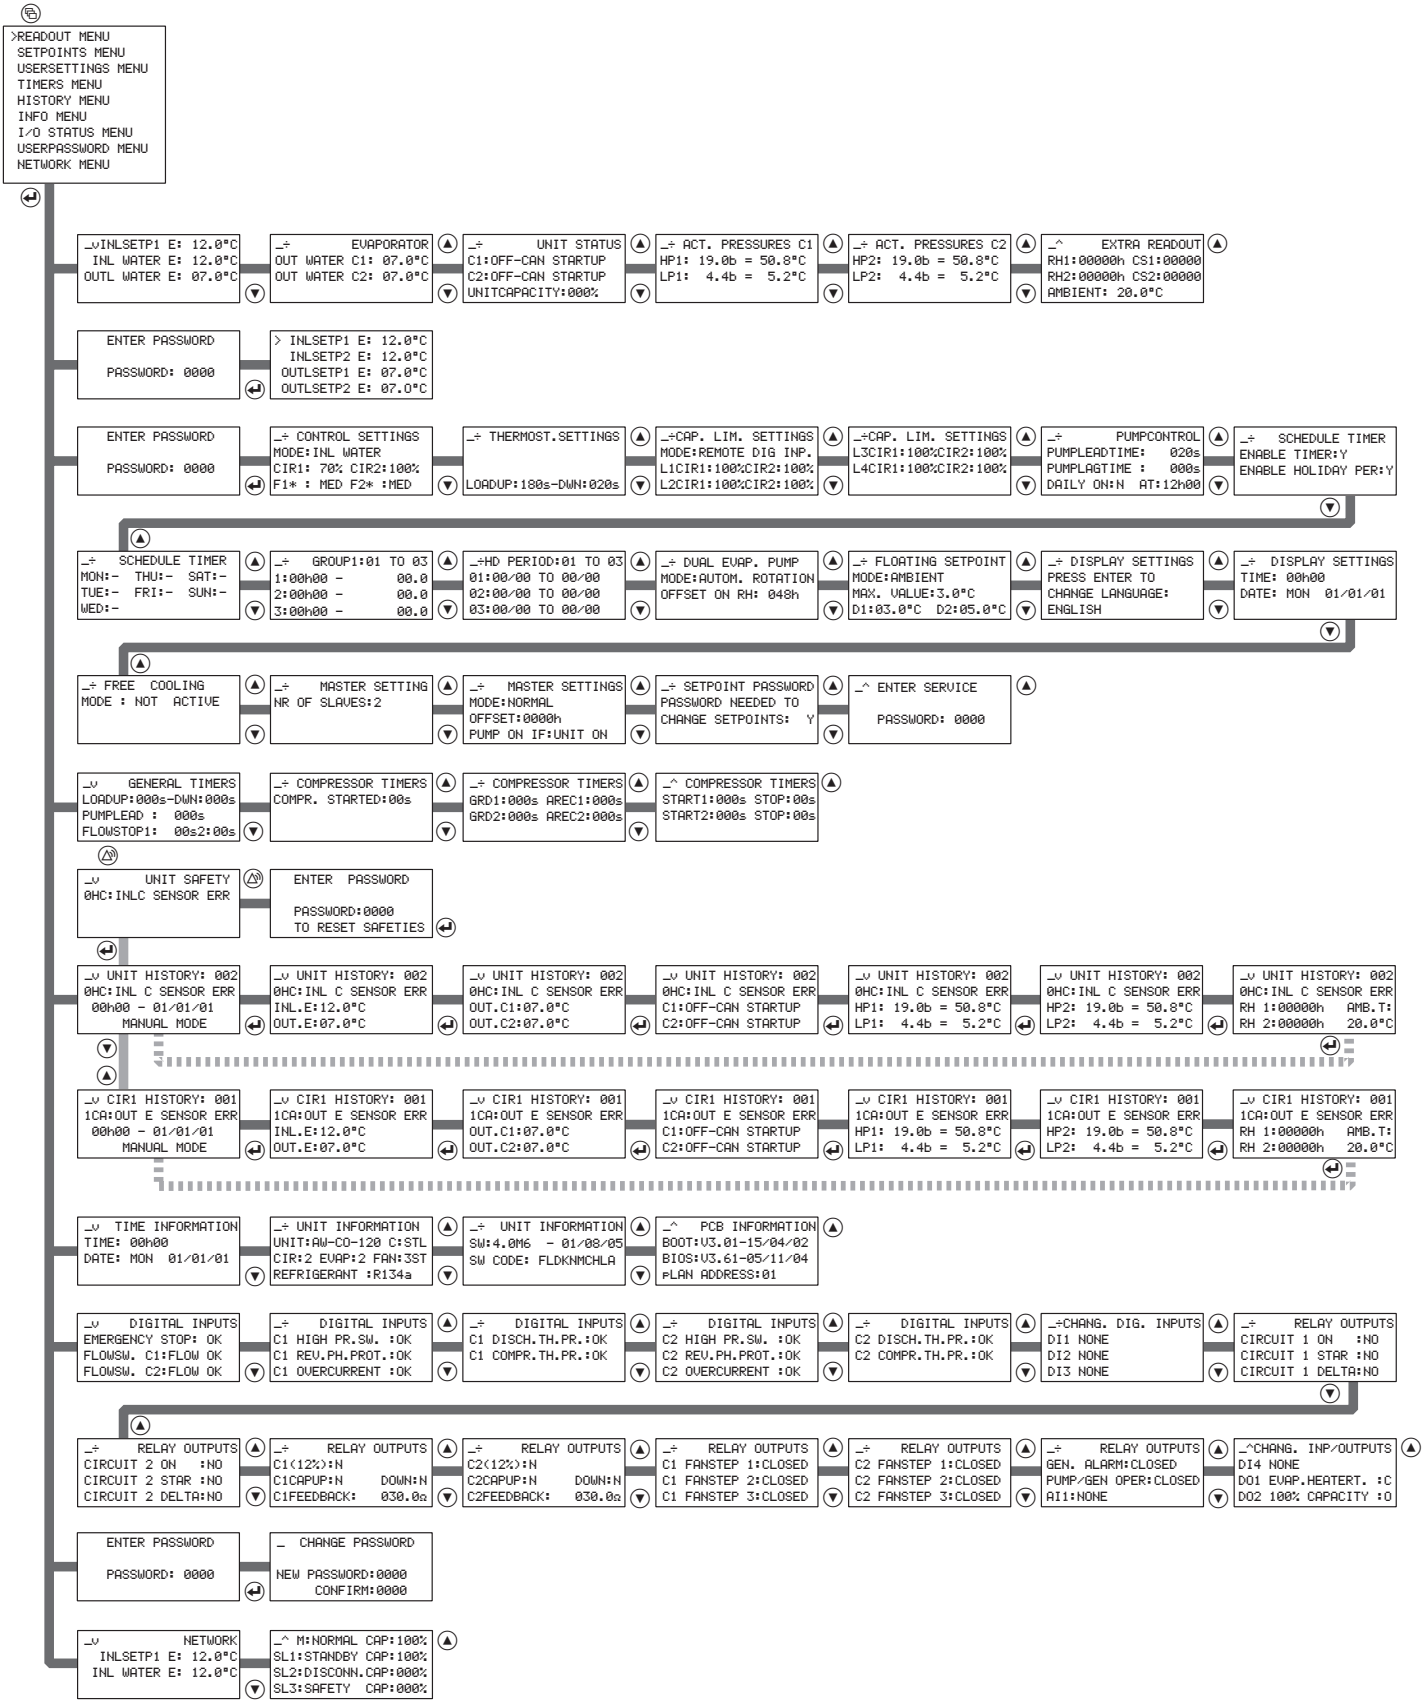 >READOUT MENU
SETPOINTS MENU
USERSETTINGS MENU
TIMERS MENU
HISTORY MENU
INFO MENU
I/O STATUS MENU
USERPASSWORD MENU
NETWORK MENU
_vINLSETP1 E: 12.0°C
INL WATER E: 12.0°C
OUTL WATER E: 07.0°C
_÷ EVAPORATOR
OUT WATER C1: 07.0°C
OUT WATER C2: 07.0°C
_÷ UNIT STATUS
C1:OFF-CAN STARTUP
C2:OFF-CAN STARTUP
UNITCAPACITY:000%
_÷ ACT. PRESSURES C1
HP1: 19.0b = 50.8°C
LP1: 4.4b = 5.2°C
_÷ ACT. PRESSURES C2
HP2: 19.0b = 50.8°C
LP2: 4.4b = 5.2°C
_^ EXTRA READOUT
RH1:00000h CS1:00000
RH2:00000h CS2:00000
AMBIENT: 20.0°C
ENTER PASSWORD
PASSWORD: 0000
> INLSETP1 E: 12.0°C
INLSETP2 E: 12.0°C
OUTLSETP1 E: 07.0°C
OUTLSETP2 E: 07.0°C
ENTER PASSWORD
PASSWORD: 0000
_÷ CONTROL SETTINGS
MODE:INL WATER
CIR1: 70% CIR2:100%
F1* : MED F2* :MED
_÷ THERMOST.SETTINGS
LOADUP:180s-DWN:020s
_÷CAP. LIM. SETTINGS
MODE:REMOTE DIG INP.
L1CIR1:100%CIR2:100%
L2CIR1:100%CIR2:100%
_÷CAP. LIM. SETTINGS
L3CIR1:100%CIR2:100%
L4CIR1:100%CIR2:100%
_÷ PUMPCONTROL
PUMPLEADTIME: 020s
PUMPLAGTIME : 000s
DAILY ON:N AT:12h00
_÷ SCHEDULE TIMER
ENABLE TIMER:Y
ENABLE HOLIDAY PER:Y
_÷ SCHEDULE TIMER
MON:- THU:- SAT:-
TUE:- FRI:- SUN:-
WED:-
_÷ GROUP1:01 TO 03
1:00h00 - 00.0
2:00h00 - 00.0
3:00h00 - 00.0
_÷HD PERIOD:01 TO 03
01:00/00 TO 00/00
02:00/00 TO 00/00
03:00/00 TO 00/00
_÷ DUAL EVAP. PUMP
MODE:AUTOM. ROTATION
OFFSET ON RH: 048h
_÷ FLOATING SETPOINT
MODE:AMBIENT
MAX. VALUE:3.0°C
D1:03.0°C D2:05.0°C
_÷ DISPLAY SETTINGS
PRESS ENTER TO
CHANGE LANGUAGE:
ENGLISH
_÷ DISPLAY SETTINGS
TIME: 00h00
DATE: MON 01/01/01
_÷ FREE COOLING
MODE : NOT ACTIVE
_÷ MASTER SETTING
NR OF SLAVES:2
_÷ MASTER SETTINGS
MODE:NORMAL
OFFSET:0000h
PUMP ON IF:UNIT ON
_÷ SETPOINT PASSWORD
PASSWORD NEEDED TO
CHANGE SETPOINTS: Y
_^ ENTER SERVICE
PASSWORD: 0000
_v GENERAL TIMERS
LOADUP:000s-DWN:000s
PUMPLEAD : 000s
FLOWSTOP1: 00s2:00s
_÷ COMPRESSOR TIMERS
COMPR. STARTED:00s
_÷ COMPRESSOR TIMERS
GRD1:000s AREC1:000s
GRD2:000s AREC2:000s
_^ COMPRESSOR TIMERS
START1:000s STOP:00s
START2:000s STOP:00s
_v UNIT SAFETY
0HC:INLC SENSOR ERR
ENTER PASSWORD
PASSWORD:0000
TO RESET SAFETIES
_v UNIT HISTORY: 002
0HC:INL C SENSOR ERR
00h00 - 01/01/01
MANUAL MODE
_v UNIT HISTORY: 002
0HC:INL C SENSOR ERR
INL.E:12.0°C
OUT.E:07.0°C
_v UNIT HISTORY: 002
0HC:INL C SENSOR ERR
OUT.C1:07.0°C
OUT.C2:07.0°C
_v UNIT HISTORY: 002
0HC:INL C SENSOR ERR
C1:OFF-CAN STARTUP
C2:OFF-CAN STARTUP
_v UNIT HISTORY: 002
0HC:INL C SENSOR ERR
HP1: 19.0b = 50.8°C
LP1: 4.4b = 5.2°C
_v UNIT HISTORY: 002
0HC:INL C SENSOR ERR
HP2: 19.0b = 50.8°C
LP2: 4.4b = 5.2°C
_v UNIT HISTORY: 002
0HC:INL C SENSOR ERR
RH 1:00000h AMB.T:
RH 2:00000h 20.0°C
_v CIR1 HISTORY: 001
1CA:OUT E SENSOR ERR
00h00 - 01/01/01
MANUAL MODE
_v CIR1 HISTORY: 001
1CA:OUT E SENSOR ERR
INL.E:12.0°C
OUT.E:07.0°C
_v CIR1 HISTORY: 001
1CA:OUT E SENSOR ERR
OUT.C1:07.0°C
OUT.C2:07.0°C
_v CIR1 HISTORY: 001
1CA:OUT E SENSOR ERR
C1:OFF-CAN STARTUP
C2:OFF-CAN STARTUP
_v CIR1 HISTORY: 001
1CA:OUT E SENSOR ERR
HP1: 19.0b = 50.8°C
LP1: 4.4b = 5.2°C
_v CIR1 HISTORY: 001
1CA:OUT E SENSOR ERR
HP2: 19.0b = 50.8°C
LP2: 4.4b = 5.2°C
_v CIR1 HISTORY: 001
1CA:OUT E SENSOR ERR
RH 1:00000h AMB.T:
RH 2:00000h 20.0°C
_v TIME INFORMATION
TIME: 00h00
DATE: MON 01/01/01
_÷ UNIT INFORMATION
UNIT:AW-CO-120 C:STL
CIR:2 EVAP:2 FAN:3ST
REFRIGERANT :R134a
_÷ UNIT INFORMATION
SW:4.0M6 - 01/08/05
SW CODE: FLDKNMCHLA
_^ PCB INFORMATION
BOOT:V3.01-15/04/02
BIOS:V3.61-05/11/04
pLAN ADDRESS:01
_v DIGITAL INPUTS
EMERGENCY STOP: OK
FLOWSW. C1:FLOW OK
FLOWSW. C2:FLOW OK
_÷ DIGITAL INPUTS
C1 HIGH PR.SW. :OK
C1 REV.PH.PROT.:OK
C1 OVERCURRENT :OK
_÷ DIGITAL INPUTS
C1 DISCH.TH.PR.:OK
C1 COMPR.TH.PR.:OK
_÷ DIGITAL INPUTS
C2 HIGH PR.SW. :OK
C2 REV.PH.PROT.:OK
C2 OVERCURRENT :OK
_÷ DIGITAL INPUTS
C2 DISCH.TH.PR.:OK
C2 COMPR.TH.PR.:OK
_÷CHANG. DIG. INPUTS
DI1 NONE
DI2 NONE
DI3 NONE
_÷ RELAY OUTPUTS
CIRCUIT 1 ON :NO
CIRCUIT 1 STAR :NO
CIRCUIT 1 DELTA:NO
_÷ RELAY OUTPUTS
CIRCUIT 2 ON :NO
CIRCUIT 2 STAR :NO
CIRCUIT 2 DELTA:NO
_÷ RELAY OUTPUTS
C1(12%):N
C1CAPUP:N DOWN:N
C1FEEDBACK: 030.0Ω
_÷ RELAY OUTPUTS
C2(12%):N
C2CAPUP:N DOWN:N
C2FEEDBACK: 030.0Ω
_÷ RELAY OUTPUTS
C1 FANSTEP 1:CLOSED
C1 FANSTEP 2:CLOSED
C1 FANSTEP 3:CLOSED
_÷ RELAY OUTPUTS
C2 FANSTEP 1:CLOSED
C2 FANSTEP 2:CLOSED
C2 FANSTEP 3:CLOSED
_÷ RELAY OUTPUTS
GEN. ALARM:CLOSED
PUMP/GEN OPER:CLOSED
AI1:NONE
_^CHANG. INP/OUTPUTS
DI4 NONE
DO1 EVAP.HEATERT. :C
DO2 100% CAPACITY :O
ENTER PASSWORD
PASSWORD: 0000
_ CHANGE PASSWORD
NEW PASSWORD:0000
CONFIRM:0000
_v NETWORK
INLSETP1 E: 12.0°C
INL WATER E: 12.0°C
_^ M:NORMAL CAP:100%
SL1:STANDBY CAP:100%
SL2:DISCONN.CAP:000%
SL3:SAFETY CAP:000%